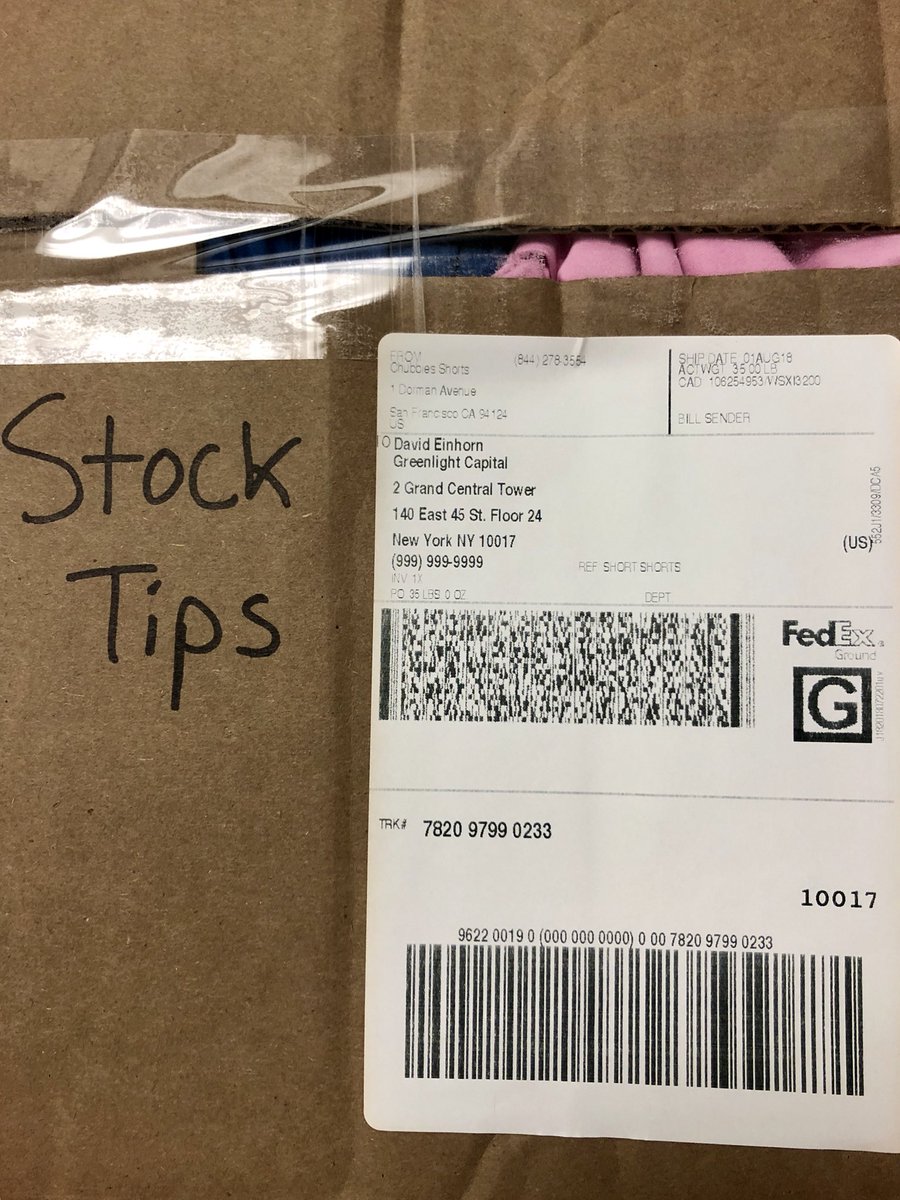 Stock
Tips
FROM (844) 278-3554
Chubbies Shorts
1 Dorman Avenue
San Francisco CA 94124
US
SHIP DATE 01AUG18
ACTWGT 35.00 LB
CAD 106254953/WSXI3200
BILL SENDER
TO David Einhorn
Greenlight Capital
2 Grand Central Tower
140 East 45 St. Floor 24
New York NY 10017
(US)
(999) 999-9999
REF SHORT SHORTS
INV 1X
PO 35 LBS 0 OZ
DEPT
552J1/3309/DCA5
FedEx
Ground
G
TRK# 7820 9799 0233
10017
9622 0019 0 (000 000 0000) 0 00 7820 9799 0233